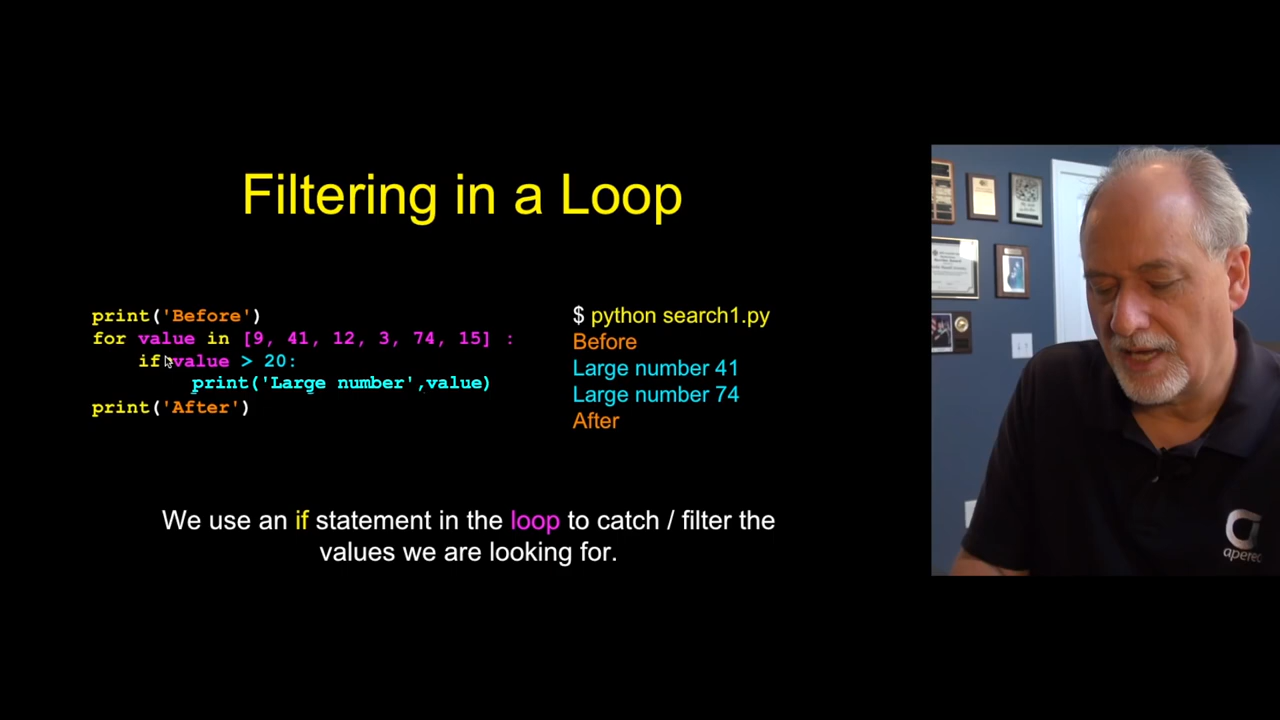 Filtering in a Loop
print('Before')
for value in [9, 41, 12, 3, 74, 15] :
if value > 20:
print('Large number',value)
print('After')
$ python search1.py
Before
Large number 41
Large number 74
After
We use an if statement in the loop to catch / filter the
values we are looking for.